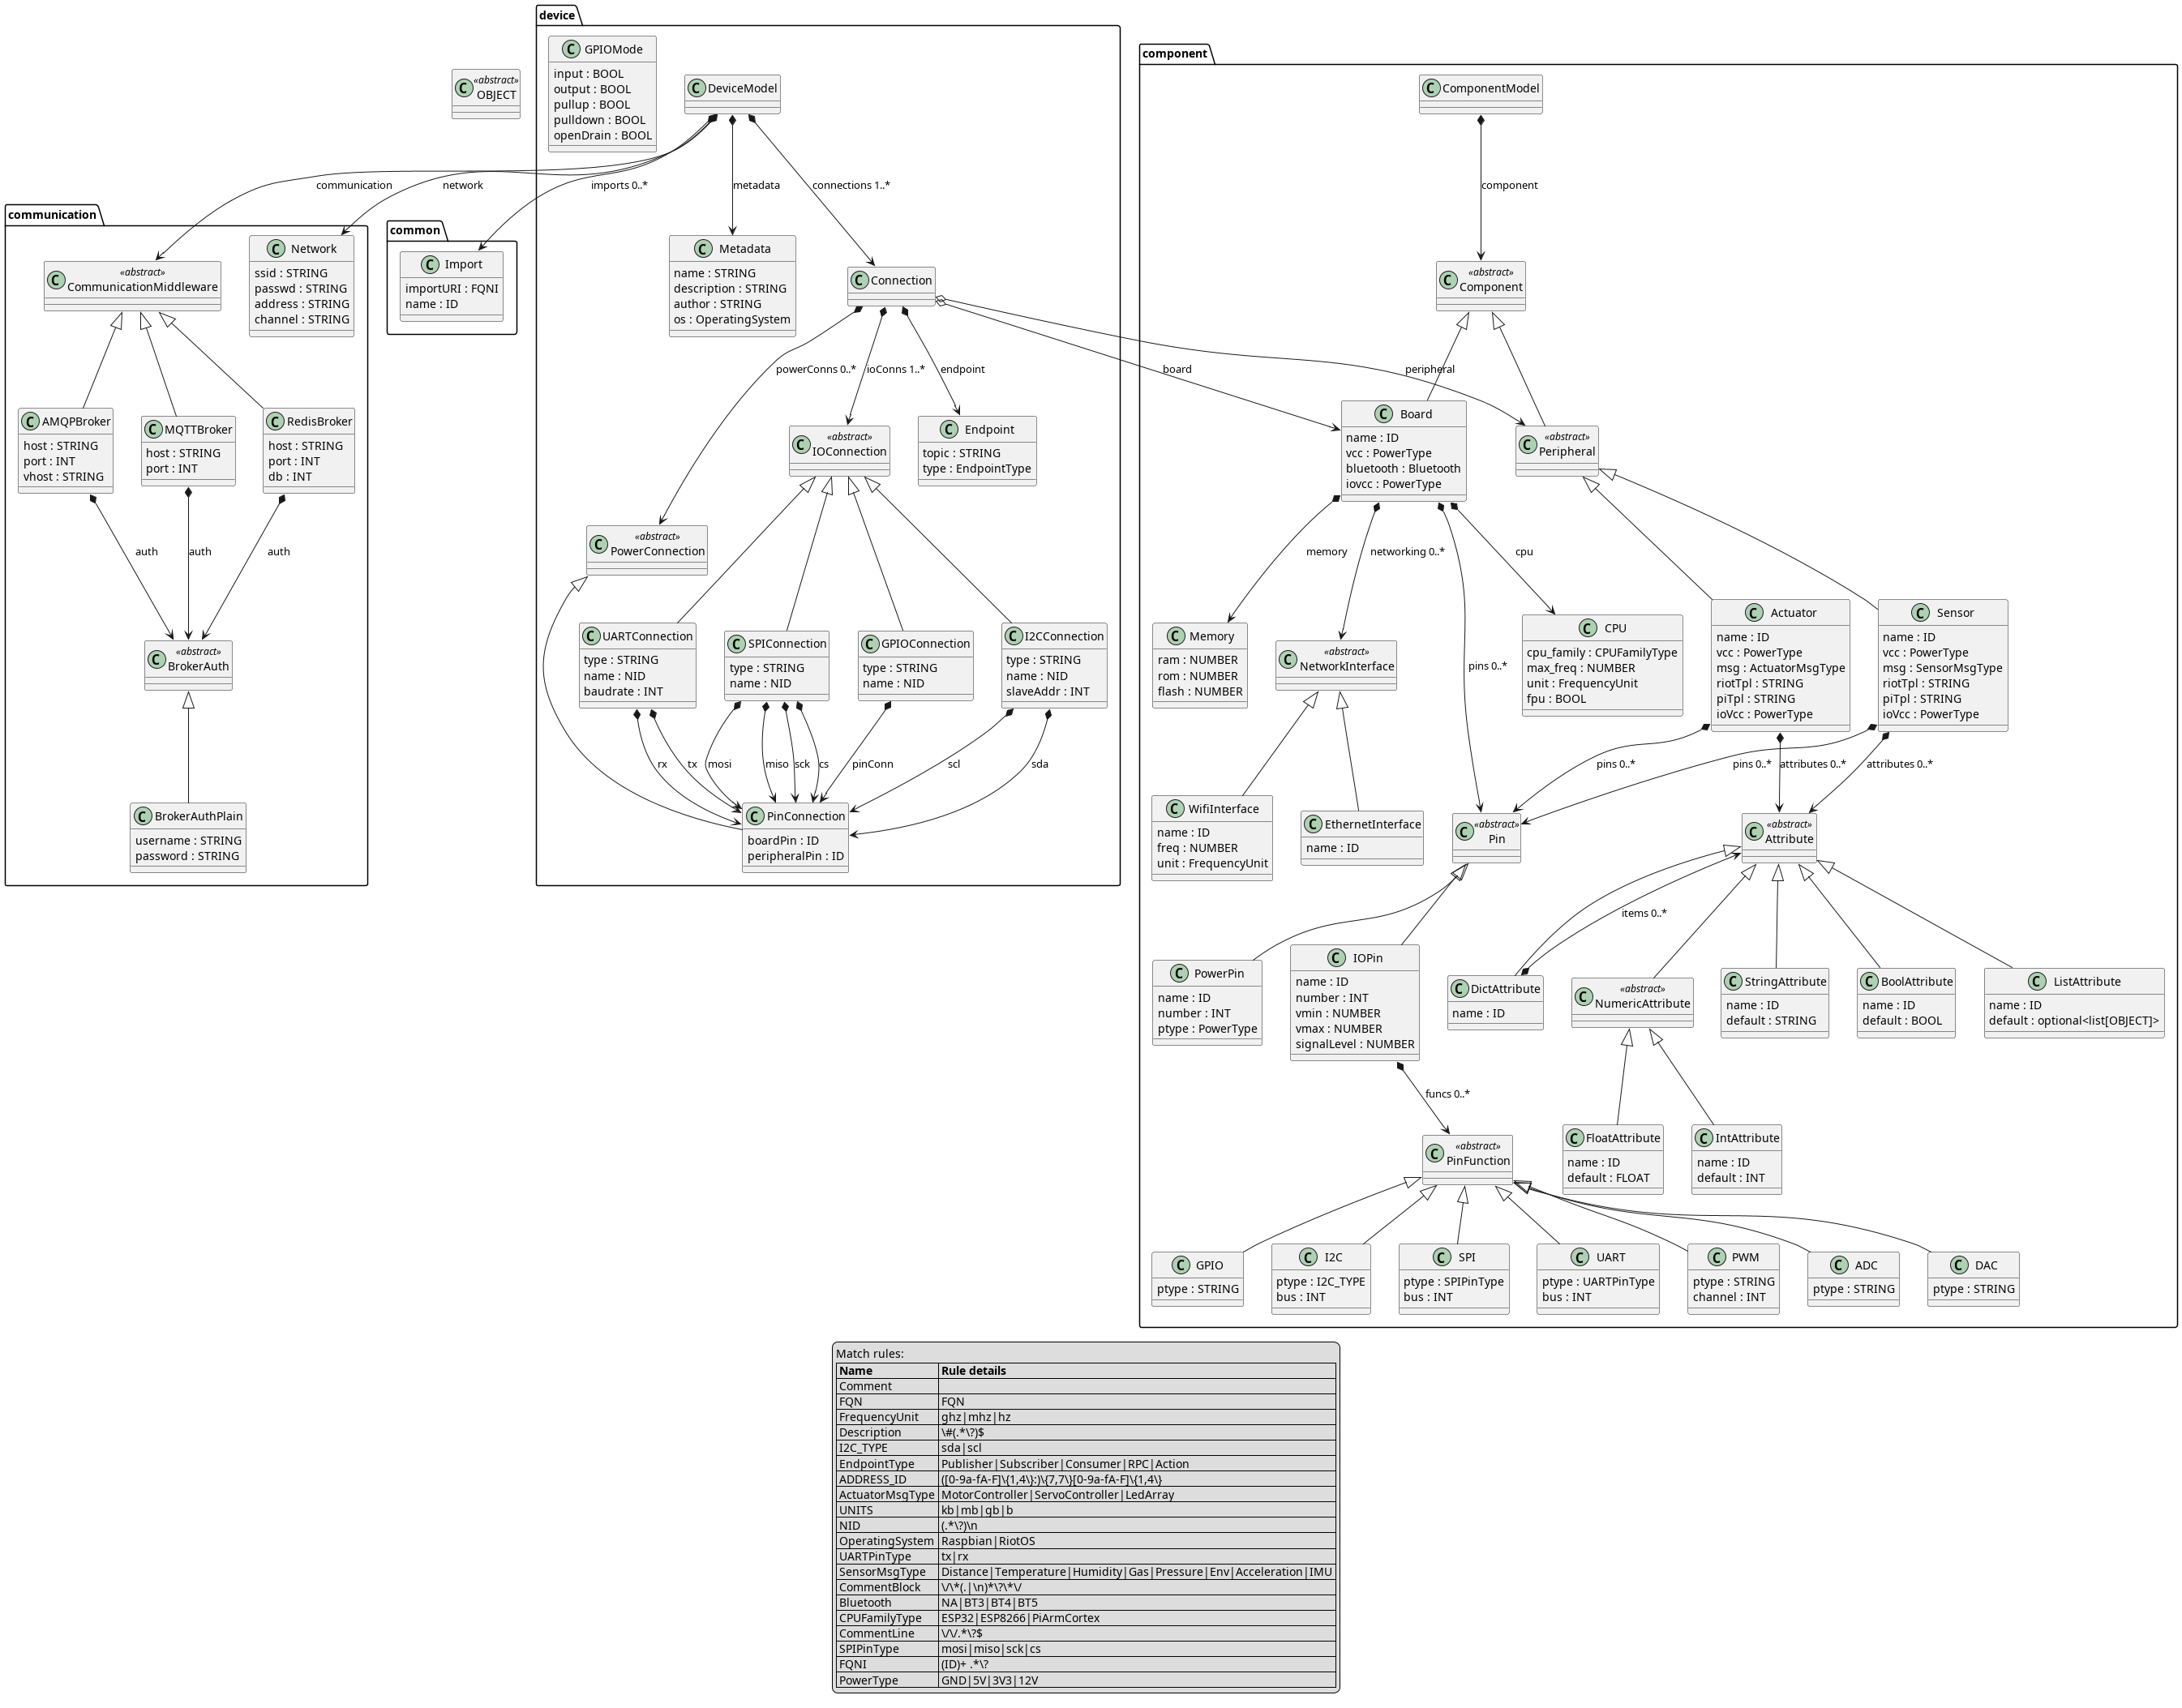 device
C GPIOMode
input : BOOL
output : BOOL
pullup : BOOL
pulldown : BOOL
openDrain : BOOL
C DeviceModel
C «abstract»
OBJECT
component
C ComponentModel
communication
network
imports 0..*
metadata
connections 1..*
component
communication
C Network
ssid : STRING
passwd : STRING
address : STRING
channel : STRING
C «abstract»
CommunicationMiddleware
common
C Import
importURI : FQNI
name : ID
C Metadata
name : STRING
description : STRING
author : STRING
os : OperatingSystem
C Connection
C «abstract»
Component
powerConns 0..*
ioConns 1..*
endpoint
board
peripheral
C AMQPBroker
host : STRING
port : INT
vhost : STRING
C MQTTBroker
host : STRING
port : INT
C RedisBroker
host : STRING
port : INT
db : INT
C «abstract»
IOConnection
C Endpoint
topic : STRING
type : EndpointType
C Board
name : ID
vcc : PowerType
bluetooth : Bluetooth
iovcc : PowerType
C «abstract»
Peripheral
auth
auth
auth
C «abstract»
PowerConnection
memory
networking 0..*
pins 0..*
cpu
C «abstract»
BrokerAuth
C UARTConnection
type : STRING
name : NID
baudrate : INT
C SPIConnection
type : STRING
name : NID
C GPIOConnection
type : STRING
name : NID
C I2CConnection
type : STRING
name : NID
slaveAddr : INT
C Memory
ram : NUMBER
rom : NUMBER
flash : NUMBER
C «abstract»
NetworkInterface
C CPU
cpu_family : CPUFamilyType
max_freq : NUMBER
unit : FrequencyUnit
fpu : BOOL
C Actuator
name : ID
vcc : PowerType
msg : ActuatorMsgType
riotTpl : STRING
piTpl : STRING
ioVcc : PowerType
C Sensor
name : ID
vcc : PowerType
msg : SensorMsgType
riotTpl : STRING
piTpl : STRING
ioVcc : PowerType
rx
tx
mosi
miso
sck
cs
pinConn
scl
sda
pins 0..*
pins 0..*
attributes 0..*
attributes 0..*
C BrokerAuthPlain
username : STRING
password : STRING
C PinConnection
boardPin : ID
peripheralPin : ID
C WifiInterface
name : ID
freq : NUMBER
unit : FrequencyUnit
C EthernetInterface
name : ID
C «abstract»
Pin
C «abstract»
Attribute
items 0..*
C PowerPin
name : ID
number : INT
ptype : PowerType
C IOPin
name : ID
number : INT
vmin : NUMBER
vmax : NUMBER
signalLevel : NUMBER
C DictAttribute
name : ID
C «abstract»
NumericAttribute
C StringAttribute
name : ID
default : STRING
C BoolAttribute
name : ID
default : BOOL
C ListAttribute
name : ID
default : optional<list[OBJECT]>
funcs 0..*
C «abstract»
PinFunction
C FloatAttribute
name : ID
default : FLOAT
C IntAttribute
name : ID
default : INT
C GPIO
ptype : STRING
C I2C
ptype : I2C_TYPE
bus : INT
C SPI
ptype : SPIPinType
bus : INT
C UART
ptype : UARTPinType
bus : INT
C PWM
ptype : STRING
channel : INT
C ADC
ptype : STRING
C DAC
ptype : STRING
Match rules:
Name Rule details
Comment
FQN FQN
FrequencyUnit ghz|mhz|hz
Description \#(.*\?)$
I2C_TYPE sda|scl
EndpointType Publisher|Subscriber|Consumer|RPC|Action
ADDRESS_ID ([0-9a-fA-F]\{1,4\}:)\{7,7\}[0-9a-fA-F]\{1,4\}
ActuatorMsgType MotorController|ServoController|LedArray
UNITS kb|mb|gb|b
NID (.*\?)\n
OperatingSystem Raspbian|RiotOS
UARTPinType tx|rx
SensorMsgType Distance|Temperature|Humidity|Gas|Pressure|Env|Acceleration|IMU
CommentBlock \/\*(.|\n)*\?\*\/
Bluetooth NA|BT3|BT4|BT5
CPUFamilyType ESP32|ESP8266|PiArmCortex
CommentLine \/\/.*\?$
SPIPinType mosi|miso|sck|cs
FQNI (ID)+ .*\?
PowerType GND|5V|3V3|12V